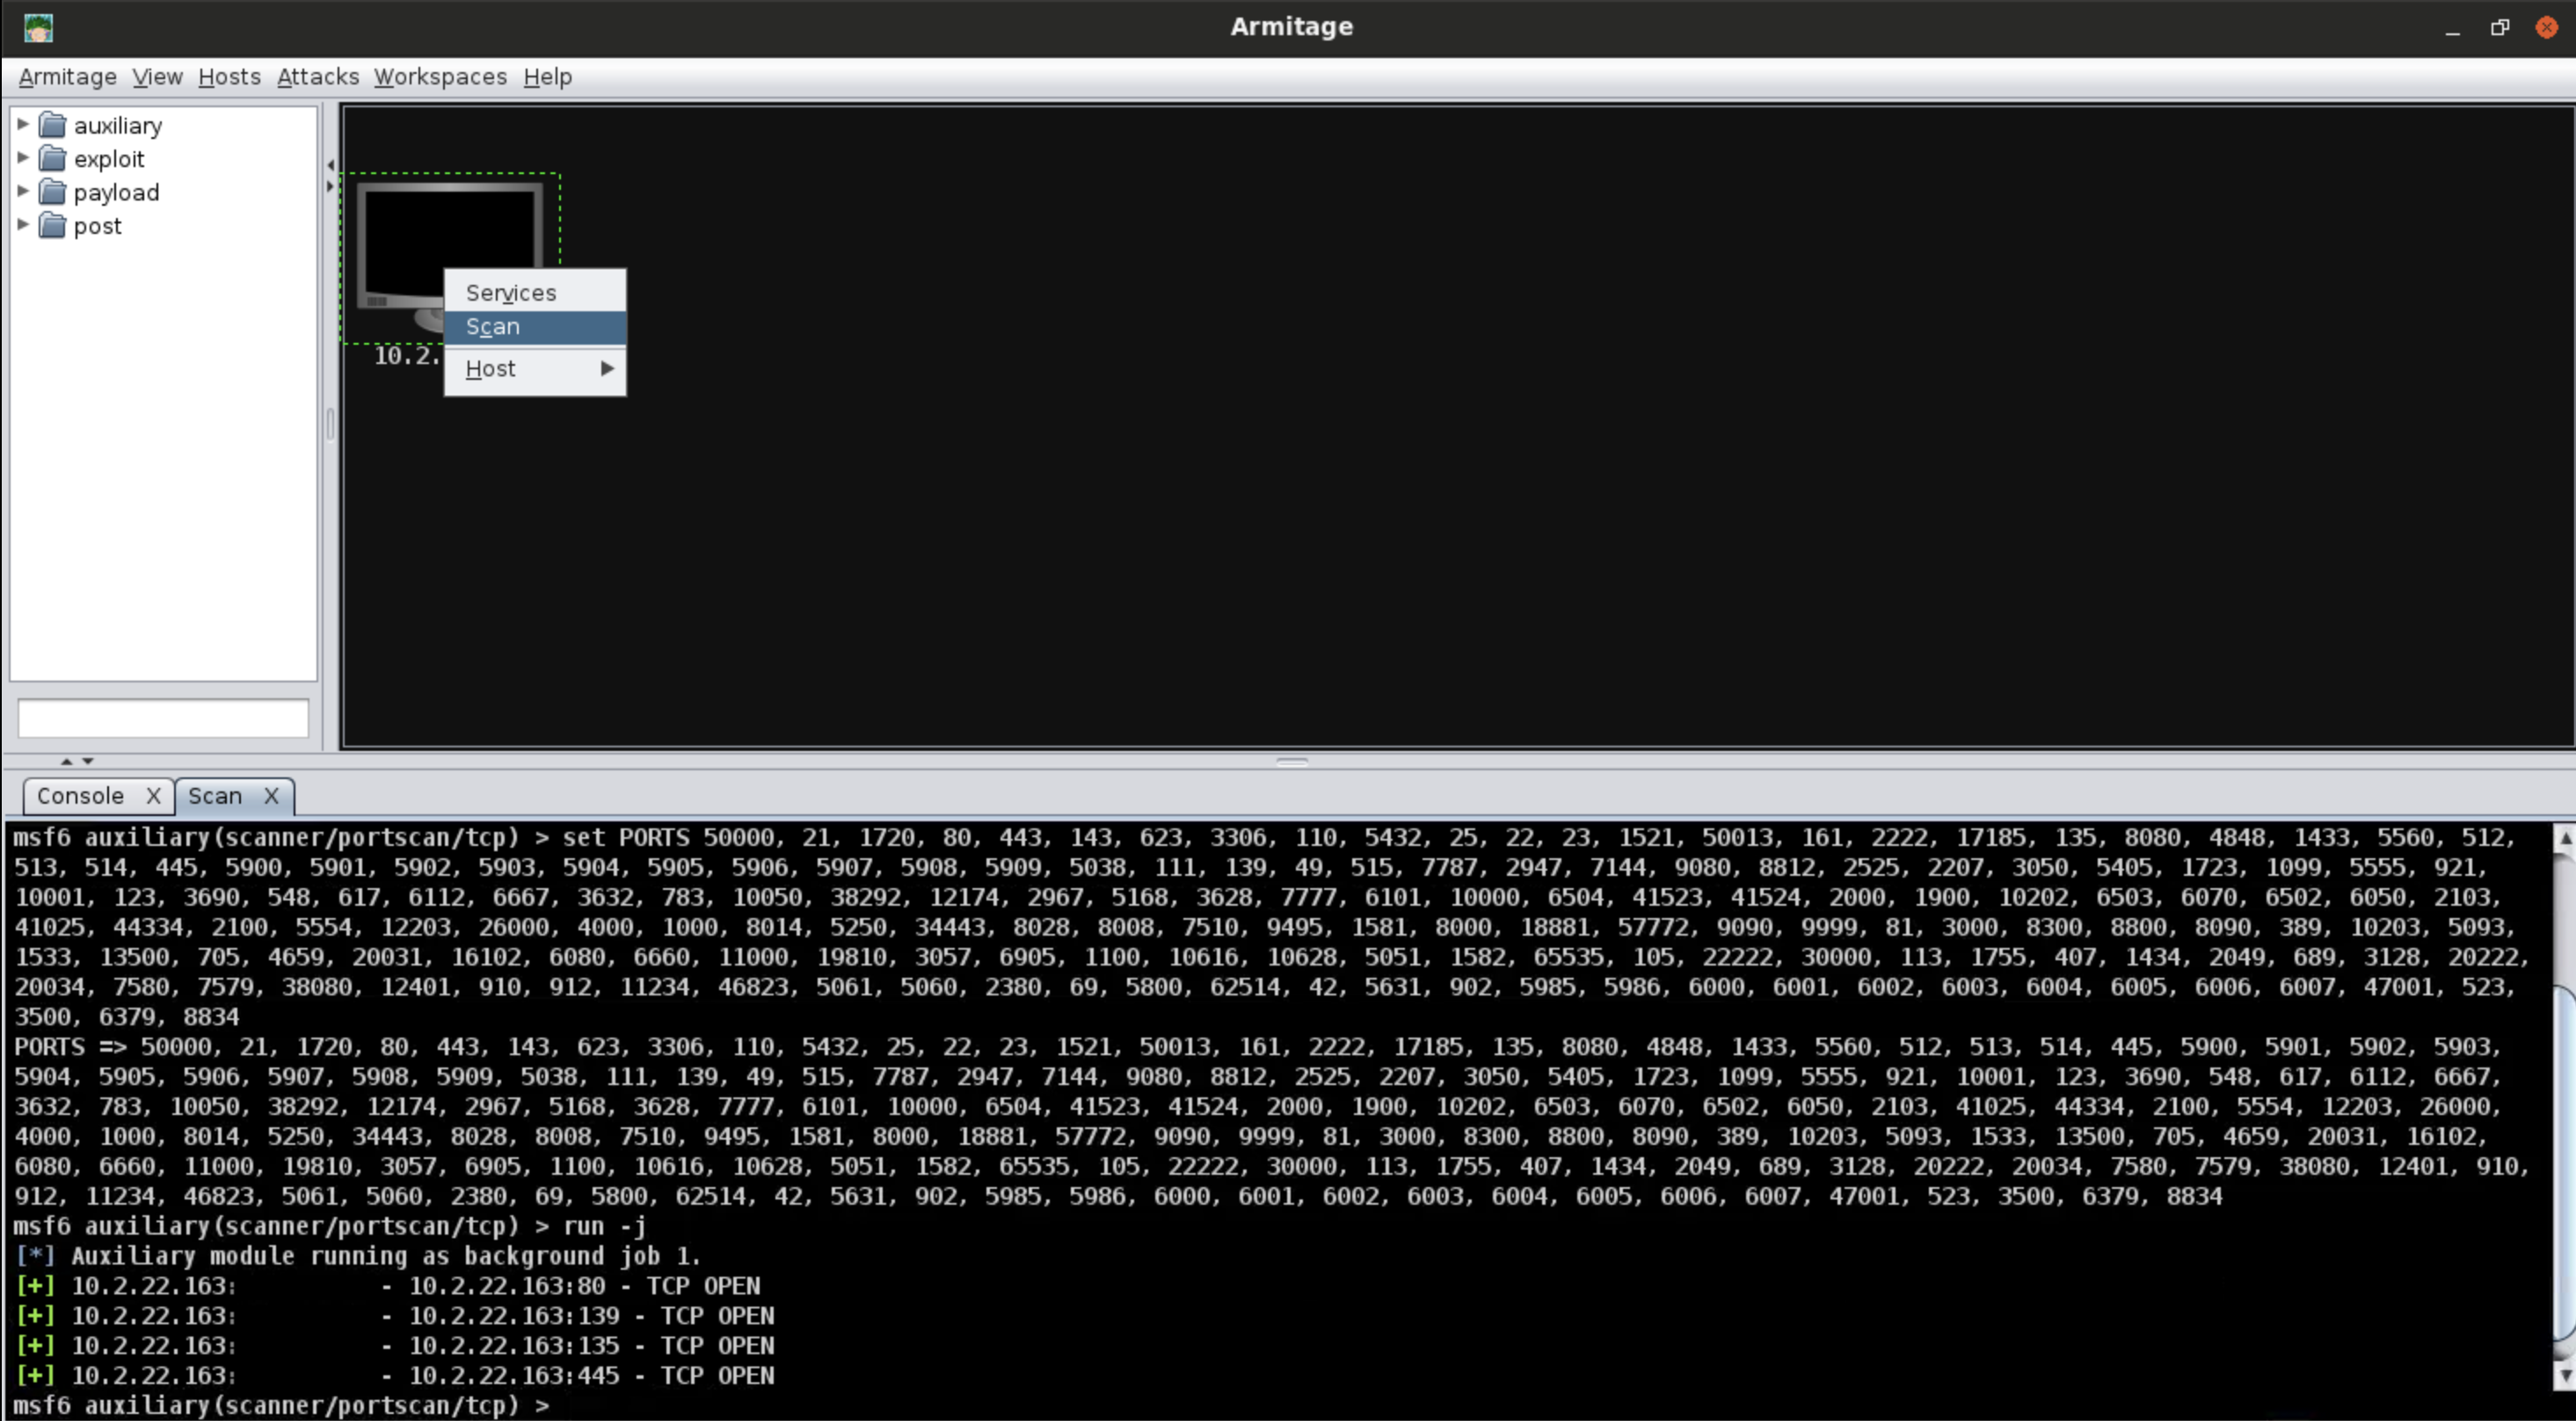 Armitage
Armitage View Hosts Attacks Workspaces Help
auxiliary
exploit
payload
post
Services
Scan
Host
10.2.
Console X Scan X
msf6 auxiliary(scanner/portscan/tcp) > set PORTS 50000, 21, 1720, 80, 443, 143, 623, 3306, 110, 5432, 25, 22, 23, 1521, 50013, 161, 2222, 17185, 135, 8080, 4848, 1433, 5560, 512,
513, 514, 445, 5900, 5901, 5902, 5903, 5904, 5905, 5906, 5907, 5908, 5909, 5038, 111, 139, 49, 515, 7787, 2947, 7144, 9080, 8812, 2525, 2207, 3050, 5405, 1723, 1099, 5555, 921,
10001, 123, 3690, 548, 617, 6112, 6667, 3632, 783, 10050, 38292, 12174, 2967, 5168, 3628, 7777, 6101, 10000, 6504, 41523, 41524, 2000, 1900, 10202, 6503, 6070, 6502, 6050, 2103,
41025, 44334, 2100, 5554, 12203, 26000, 4000, 1000, 8014, 5250, 34443, 8028, 8008, 7510, 9495, 1581, 8000, 18881, 57772, 9090, 9999, 81, 3000, 8300, 8800, 8090, 389, 10203, 5093,
1533, 13500, 705, 4659, 20031, 16102, 6080, 6660, 11000, 19810, 3057, 6905, 1100, 10616, 10628, 5051, 1582, 65535, 105, 22222, 30000, 113, 1755, 407, 1434, 2049, 689, 3128, 20222,
20034, 7580, 7579, 38080, 12401, 910, 912, 11234, 46823, 5061, 5060, 2380, 69, 5800, 62514, 42, 5631, 902, 5985, 5986, 6000, 6001, 6002, 6003, 6004, 6005, 6006, 6007, 47001, 523,
3500, 6379, 8834
PORTS => 50000, 21, 1720, 80, 443, 143, 623, 3306, 110, 5432, 25, 22, 23, 1521, 50013, 161, 2222, 17185, 135, 8080, 4848, 1433, 5560, 512, 513, 514, 445, 5900, 5901, 5902, 5903,
5904, 5905, 5906, 5907, 5908, 5909, 5038, 111, 139, 49, 515, 7787, 2947, 7144, 9080, 8812, 2525, 2207, 3050, 5405, 1723, 1099, 5555, 921, 10001, 123, 3690, 548, 617, 6112, 6667,
3632, 783, 10050, 38292, 12174, 2967, 5168, 3628, 7777, 6101, 10000, 6504, 41523, 41524, 2000, 1900, 10202, 6503, 6070, 6502, 6050, 2103, 41025, 44334, 2100, 5554, 12203, 26000,
4000, 1000, 8014, 5250, 34443, 8028, 8008, 7510, 9495, 1581, 8000, 18881, 57772, 9090, 9999, 81, 3000, 8300, 8800, 8090, 389, 10203, 5093, 1533, 13500, 705, 4659, 20031, 16102,
6080, 6660, 11000, 19810, 3057, 6905, 1100, 10616, 10628, 5051, 1582, 65535, 105, 22222, 30000, 113, 1755, 407, 1434, 2049, 689, 3128, 20222, 20034, 7580, 7579, 38080, 12401, 910,
912, 11234, 46823, 5061, 5060, 2380, 69, 5800, 62514, 42, 5631, 902, 5985, 5986, 6000, 6001, 6002, 6003, 6004, 6005, 6006, 6007, 47001, 523, 3500, 6379, 8834
msf6 auxiliary(scanner/portscan/tcp) > run -j
[*] Auxiliary module running as background job 1.
[+] 10.2.22.163: - 10.2.22.163:80 - TCP OPEN
[+] 10.2.22.163: - 10.2.22.163:139 - TCP OPEN
[+] 10.2.22.163: - 10.2.22.163:135 - TCP OPEN
[+] 10.2.22.163: - 10.2.22.163:445 - TCP OPEN
msf6 auxiliary(scanner/portscan/tcp) >